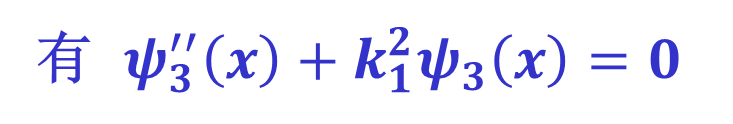 有 ψ₃′′(x) + k₁²ψ₃(x) = 0